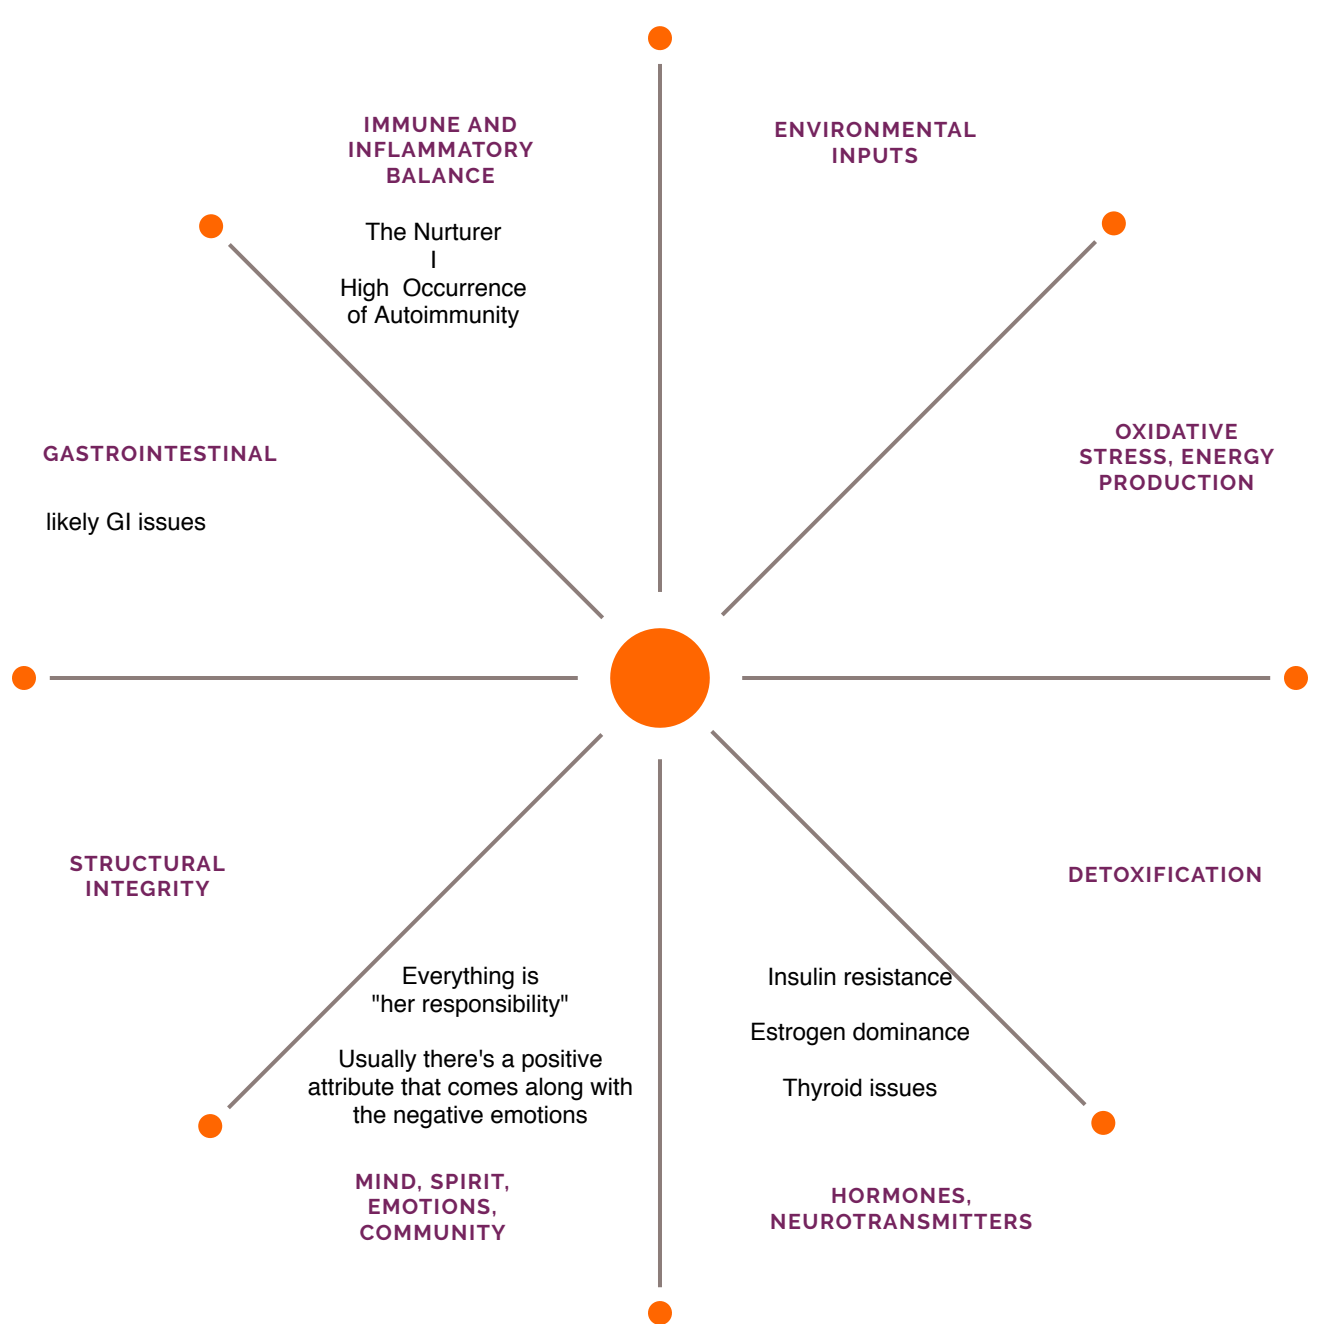 IMMUNE AND
INFLAMMATORY
BALANCE
The Nurturer
I
High  Occurrence
of Autoimmunity
ENVIRONMENTAL
INPUTS
GASTROINTESTINAL
likely GI issues
OXIDATIVE
STRESS, ENERGY
PRODUCTION
STRUCTURAL
INTEGRITY
DETOXIFICATION
Everything is
"her responsibility"
Usually there's a positive
attribute that comes along with
the negative emotions
MIND, SPIRIT,
EMOTIONS,
COMMUNITY
Insulin resistance
Estrogen dominance
Thyroid issues
HORMONES,
NEUROTRANSMITTERS